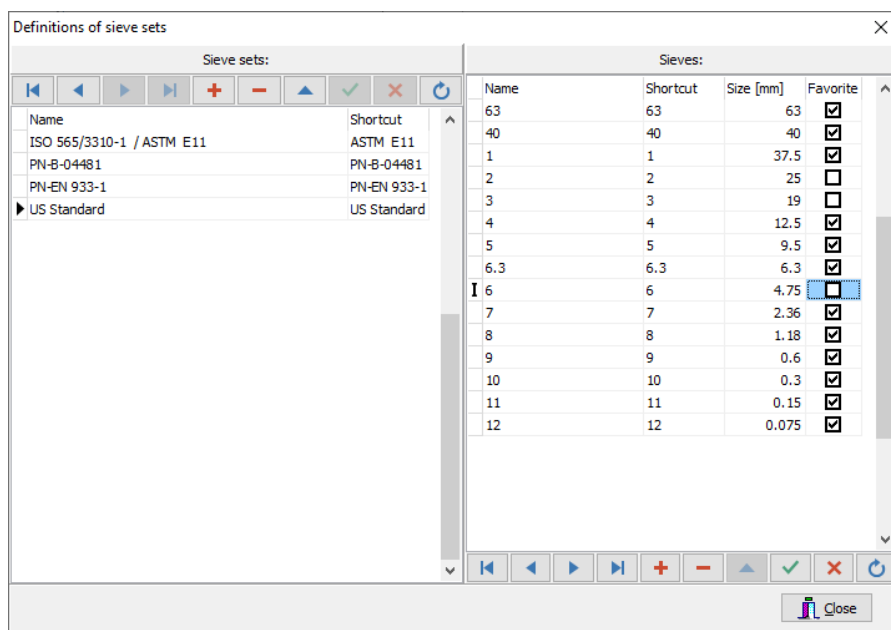 Definitions of sieve sets
Sieve sets:
Name Shortcut
ISO 565/3310-1 / ASTM E11 ASTM E11
PN-B-04481 PN-B-04481
PN-EN 933-1 PN-EN 933-1
US Standard US Standard
Sieves:
Name Shortcut Size [mm] Favorite
63 63 63
40 40 40
1 1 37.5
2 2 25
3 3 19
4 4 12.5
5 5 9.5
6.3 6.3 6.3
6 6 4.75
7 7 2.36
8 8 1.18
9 9 0.6
10 10 0.3
11 11 0.15
12 12 0.075
Close